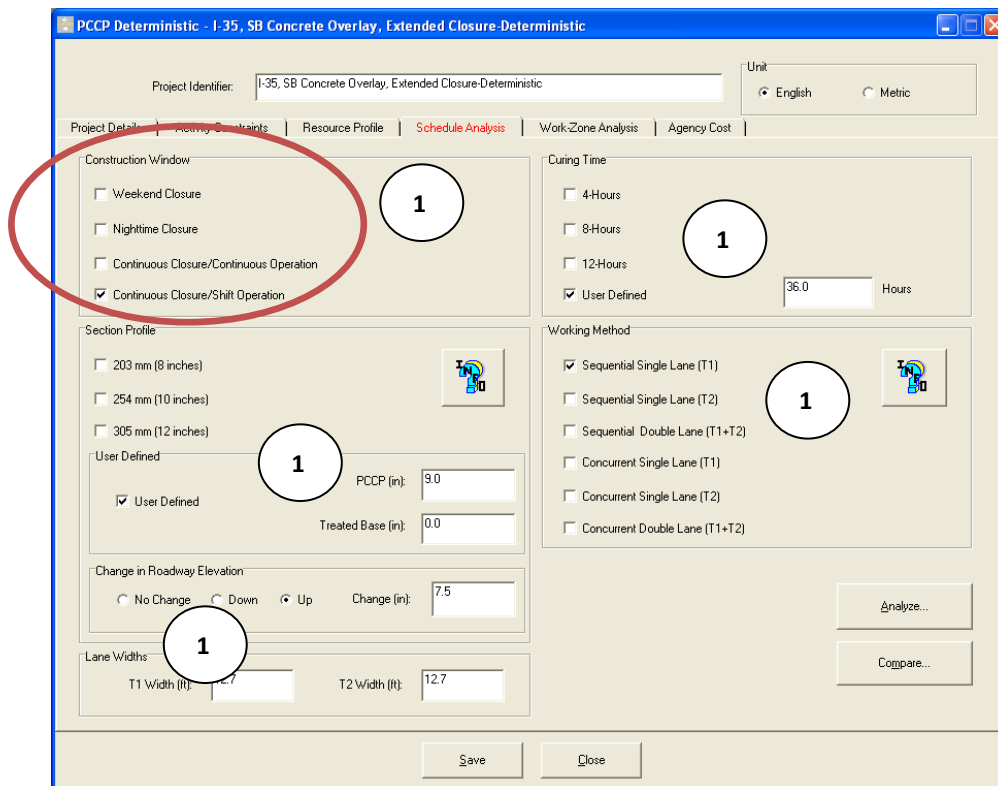 PCCP Deterministic - I-35, SB Concrete Overlay, Extended Closure-Deterministic
Project Identifier: I-35, SB Concrete Overlay, Extended Closure-Deterministic
Unit
English Metric
Project Details Activity Constraints Resource Profile Schedule Analysis Work-Zone Analysis Agency Cost
Construction Window
Weekend Closure
Nighttime Closure
Continuous Closure/Continuous Operation
Continuous Closure/Shift Operation
1
Curing Time
4-Hours
8-Hours
12-Hours
User Defined 36.0 Hours
1
Section Profile
203 mm (8 inches)
254 mm (10 inches)
305 mm (12 inches)
INFO
User Defined
User Defined
1
PCCP (in): 9.0
Treated Base (in): 0.0
Change in Roadway Elevation
No Change Down Up Change (in): 7.5
1
Lane Widths
T1 Width (ft): 12.7 T2 Width (ft): 12.7
Working Method
Sequential Single Lane (T1)
Sequential Single Lane (T2)
Sequential Double Lane (T1+T2)
Concurrent Single Lane (T1)
Concurrent Single Lane (T2)
Concurrent Double Lane (T1+T2)
1
INFO
Analyze...
Compare...
Save Close